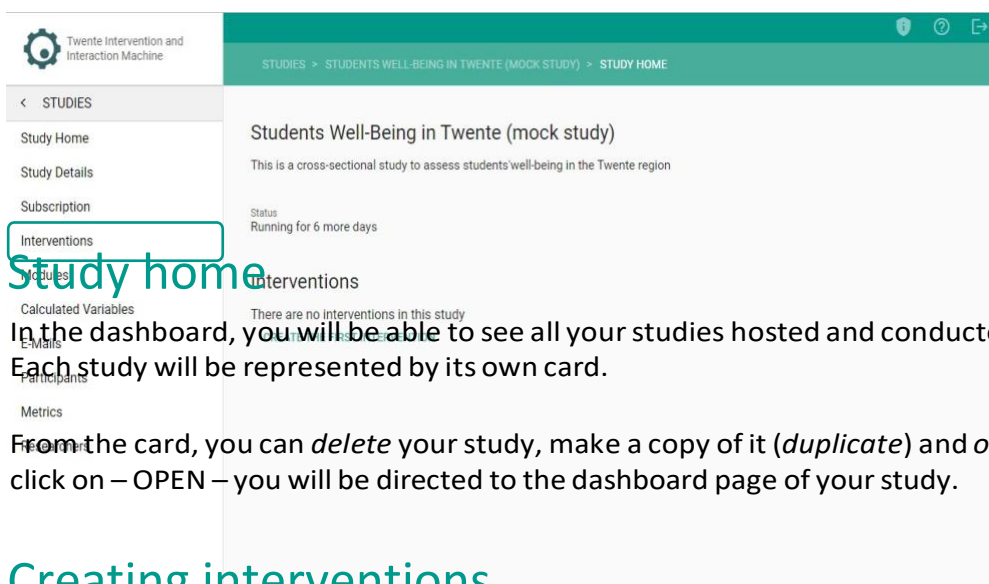 Twente Intervention and
Interaction Machine
STUDIES > STUDENTS WELL-BEING IN TWENTE (MOCK STUDY) > STUDY HOME
< STUDIES
Study Home
Study Details
Subscription
Interventions
Modules
Calculated Variables
E-Mails
Participants
Metrics
Researchers
Students Well-Being in Twente (mock study)
This is a cross-sectional study to assess students'well-being in the Twente region
Status
Running for 6 more days
Interventions
There are no interventions in this study
CREATE THE FIRST INTERVENTION
Study home
In the dashboard, you will be able to see all your studies hosted and conducte
Each study will be represented by its own card.
From the card, you can delete your study, make a copy of it (duplicate) and o
click on – OPEN – you will be directed to the dashboard page of your study.
Creating interventions